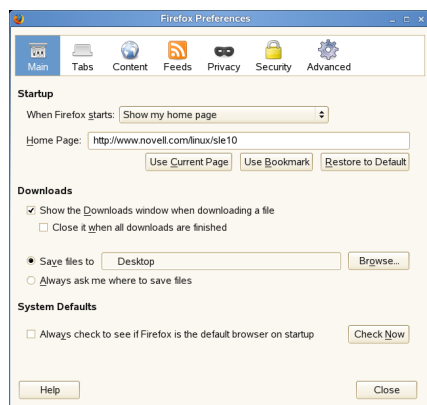 Firefox Preferences
Main Tabs Content Feeds Privacy Security Advanced
Startup
When Firefox starts: Show my home page
Home Page: http://www.novell.com/linux/sle10
Use Current Page Use Bookmark Restore to Default
Downloads
Show the Downloads window when downloading a file
Close it when all downloads are finished
Save files to Desktop Browse...
Always ask me where to save files
System Defaults
Always check to see if Firefox is the default browser on startup Check Now
Help Close